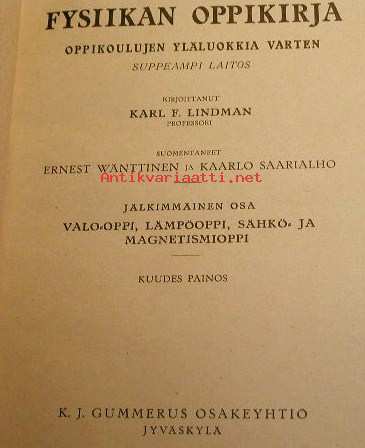 FYSIIKAN OPPIKIRJA
OPPIKOULUJEN YLÄLUOKKIA VARTEN
SUPPEAMPI LAITOS
KIRJOITTANUT
KARL F. LINDMAN
PROFESSORI
SUOMENTANEET
ERNEST WÄNTTINEN JA KAARLO SAARIALHO
Antikvariaatti.net
JÄLKIMMÄINEN OSA
VALO-OPPI, LÄMPÖOPPI, SÄHKÖ- JA
MAGNETISMIOPPI
KUUDES PAINOS
K. J. GUMMERUS OSAKEYHTIÖ
JYVÄSKYLÄ